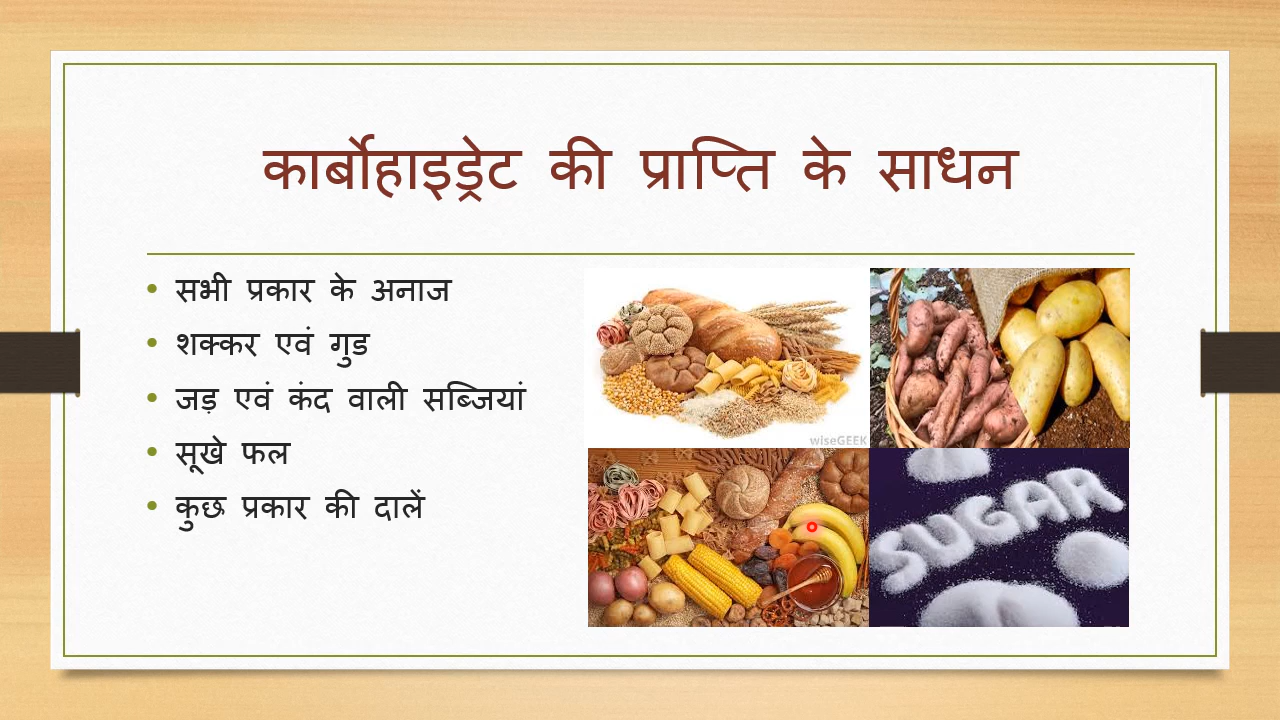 कार्बोहाइड्रेट की प्राप्ति के साधन
• सभी प्रकार के अनाज
• शक्कर एवं गुड
• जड़ एवं कंद वाली सब्जियां
• सूखे फल
• कुछ प्रकार की दालें
wiseGEEK
SUGAR